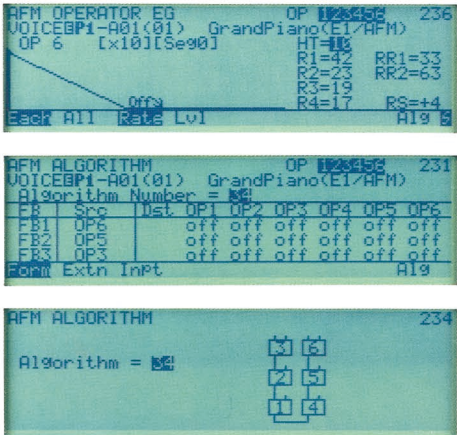 AFM OPERATOR EG OP 123456 236
VOICE P1-A01(01) GrandPiano(E1/AFM)
OP 6 [x10][Seg0] HT=
R1=42 RR1=33
R2=23 RR2=63
R3=19
Offs R4=17 RS=+4
Each All Rate Lvl Alg
AFM ALGORITHM OP 123456 231
VOICE P1-A01(01) GrandPiano(E1/AFM)
Algorithm Number = 34
FB Src Dst OP1 OP2 OP3 OP4 OP5 OP6
FB1 OP6 off off off off off off
FB2 OP5 off off off off off off
FB3 OP3 off off off off off off
Form Extn InPt Alg
AFM ALGORITHM 234
3 6
Algorithm = 34
2 5
1 4